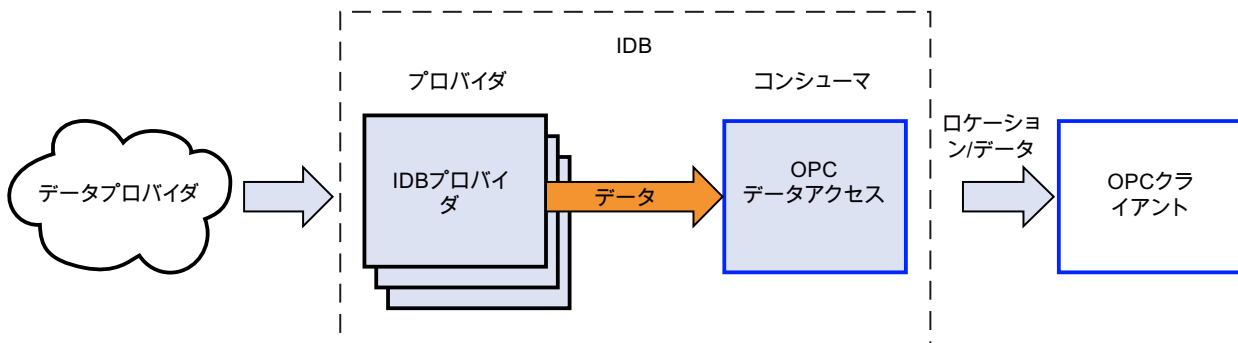 IDB
プロバイダ
コンシューマ
データプロバイダ
IDBプロバイ
ダ
データ
OPC
データアクセス
ロケーショ
ン/データ
OPCクラ
イアント